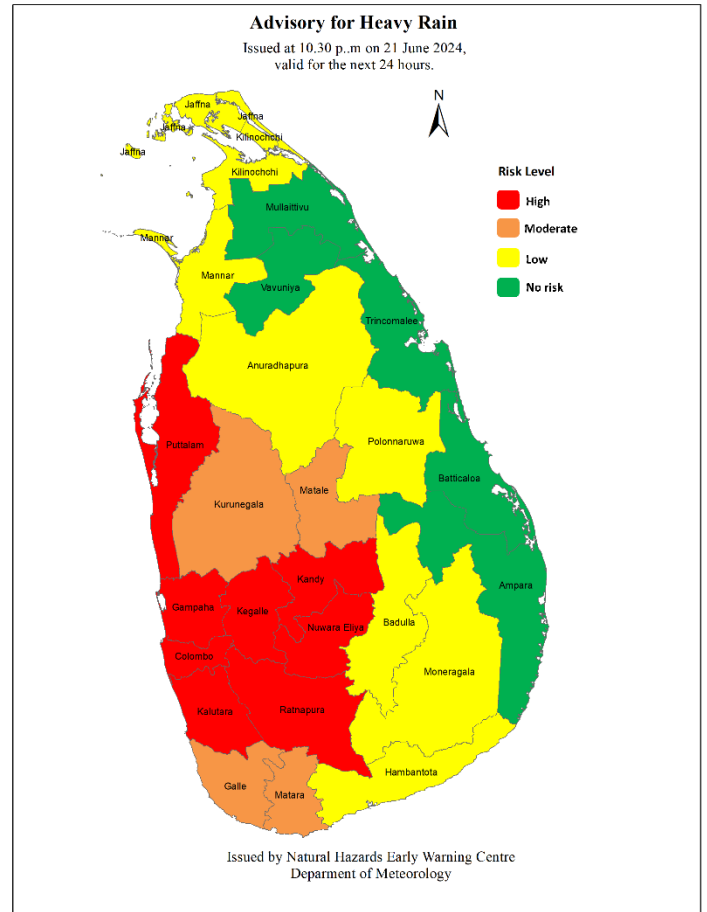 Advisory for Heavy Rain
Issued at 10.30 p..m on 21 June 2024,
valid for the next 24 hours.
N
Jaffna
Jaffna
Jaffna
Kilinochchi
Jaffna
Kilinochchi
Risk Level
High
Moderate
Low
No risk
Mullaittivu
Mannar
Mannar
Vavuniya
Trincomalee
Anuradhapura
Puttalam
Polonnaruwa
Batticaloa
Matale
Kurunegala
Kandy
Ampara
Gampaha
Kegalle
Badulla
Nuwara Eliya
Colombo
Moneragala
Kalutara
Ratnapura
Hambantota
Galle
Matara
Issued by Natural Hazards Early Warning Centre
Deparment of Meteorology